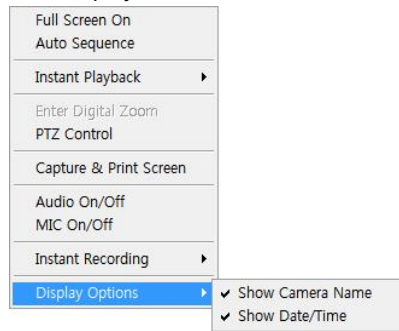 Full Screen On
Auto Sequence
Instant Playback
Enter Digital Zoom
PTZ Control
Capture & Print Screen
Audio On/Off
MIC On/Off
Instant Recording
Display Options
Show Camera Name
Show Date/Time